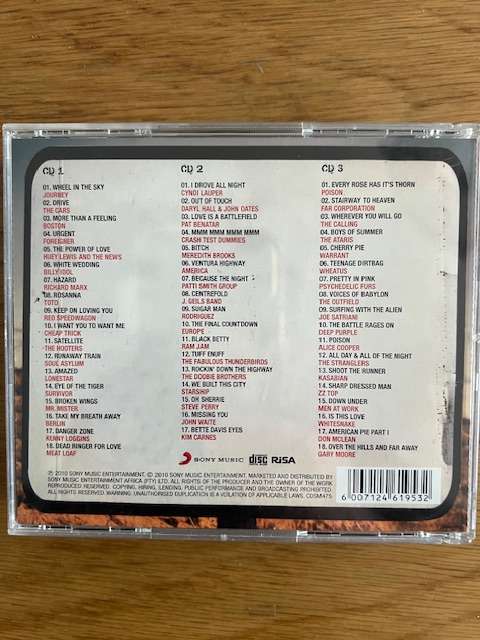 CD 1
01. WHEEL IN THE SKY
JOURNEY
02. DRIVE
THE CARS
03. MORE THAN A FEELING
BOSTON
04. URGENT
FOREIGNER
05. THE POWER OF LOVE
HUEY LEWIS AND THE NEWS
06. WHITE WEDDING
BILLY IDOL
07. HAZARD
RICHARD MARX
08. ROSANNA
TOTO
09. KEEP ON LOVING YOU
REO SPEEDWAGON
10. I WANT YOU TO WANT ME
CHEAP TRICK
11. SATELLITE
THE HOOTERS
12. RUNAWAY TRAIN
SOUL ASYLUM
13. AMAZED
LONESTAR
14. EYE OF THE TIGER
SURVIVOR
15. BROKEN WINGS
MR. MISTER
16. TAKE MY BREATH AWAY
BERLIN
17. DANGER ZONE
KENNY LOGGINS
18. DEAD RINGER FOR LOVE
MEAT LOAF
CD 2
01. I DROVE ALL NIGHT
CYNDI LAUPER
02. OUT OF TOUCH
DARYL HALL & JOHN OATES
03. LOVE IS A BATTLEFIELD
PAT BENATAR
04. MMM MMM MMM MMM
CRASH TEST DUMMIES
05. BITCH
MEREDITH BROOKS
06. VENTURA HIGHWAY
AMERICA
07. BECAUSE THE NIGHT
PATTI SMITH GROUP
08. CENTREFOLD
J. GEILS BAND
09. SUGAR MAN
RODRIGUEZ
10. THE FINAL COUNTDOWN
EUROPE
11. BLACK BETTY
RAM JAM
12. TUFF ENUFF
THE FABULOUS THUNDERBIRDS
13. ROCKIN' DOWN THE HIGHWAY
THE DOOBIE BROTHERS
14. WE BUILT THIS CITY
STARSHIP
15. OH SHERRIE
STEVE PERRY
16. MISSING YOU
JOHN WAITE
17. BETTE DAVIS EYES
KIM CARNES
CD 3
01. EVERY ROSE HAS IT'S THORN
POISON
02. STAIRWAY TO HEAVEN
FAR CORPORATION
03. WHEREVER YOU WILL GO
THE CALLING
04. BOYS OF SUMMER
THE ATARIS
05. CHERRY PIE
WARRANT
06. TEENAGE DIRTBAG
WHEATUS
07. PRETTY IN PINK
PSYCHEDELIC FURS
08. VOICES OF BABYLON
THE OUTFIELD
09. SURFING WITH THE ALIEN
JOE SATRIANI
10. THE BATTLE RAGES ON
DEEP PURPLE
11. POISON
ALICE COOPER
12. ALL DAY & ALL OF THE NIGHT
THE STRANGLERS
13. SHOOT THE RUNNER
KASABIAN
14. SHARP DRESSED MAN
ZZ TOP
15. DOWN UNDER
MEN AT WORK
16. IS THIS LOVE
WHITESNAKE
17. AMERICAN PIE PART I
DON MCLEAN
18. OVER THE HILLS AND FAR AWAY
GARY MOORE
SONY MUSIC
disc
RiSA
℗ 2010 SONY MUSIC ENTERTAINMENT. © 2010 SONY MUSIC ENTERTAINMENT. MARKETED AND DISTRIBUTED BY
SONY MUSIC ENTERTAINMENT AFRICA (PTY) LTD. ALL RIGHTS OF THE PRODUCER AND THE OWNER OF THE WORK
REPRODUCED RESERVED. COPYING, HIRING, LENDING, PUBLIC PERFORMANCE AND BROADCASTING PROHIBITED.
ALL RIGHTS RESERVED. WARNING: UNAUTHORISED DUPLICATION IS A VIOLATION OF APPLICABLE LAWS. CDSM475
6 007124 619532